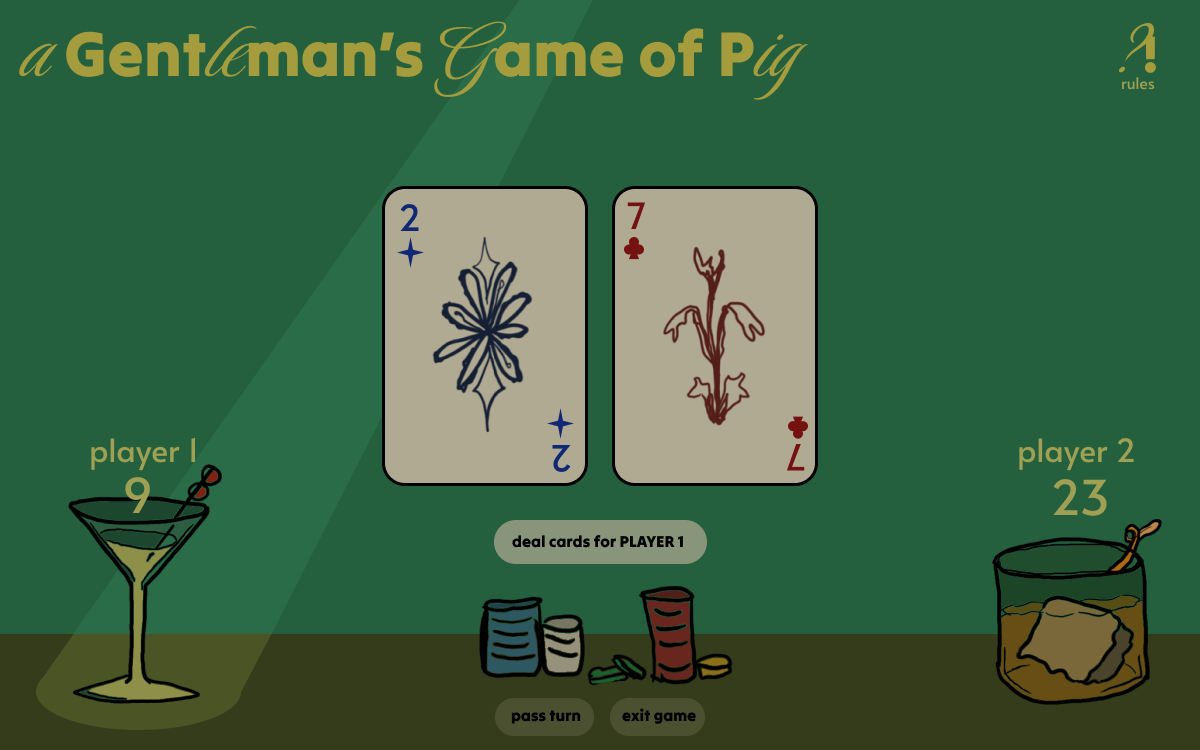 a Gentleman's Game of Pig
?!
rules
2
7
2
7
player 1
9
player 2
23
deal cards for PLAYER 1
pass turn
exit game